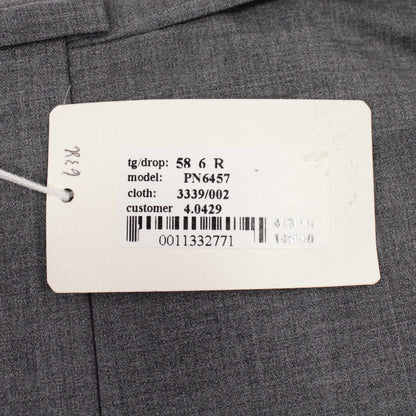 tg/drop: 58 6 R
model: PN6457
cloth: 3339/002
customer 4.0429
0011332771